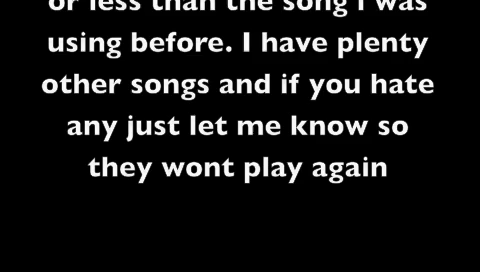 or less than the song I was
using before. I have plenty
other songs and if you hate
any just let me know so
they wont play again